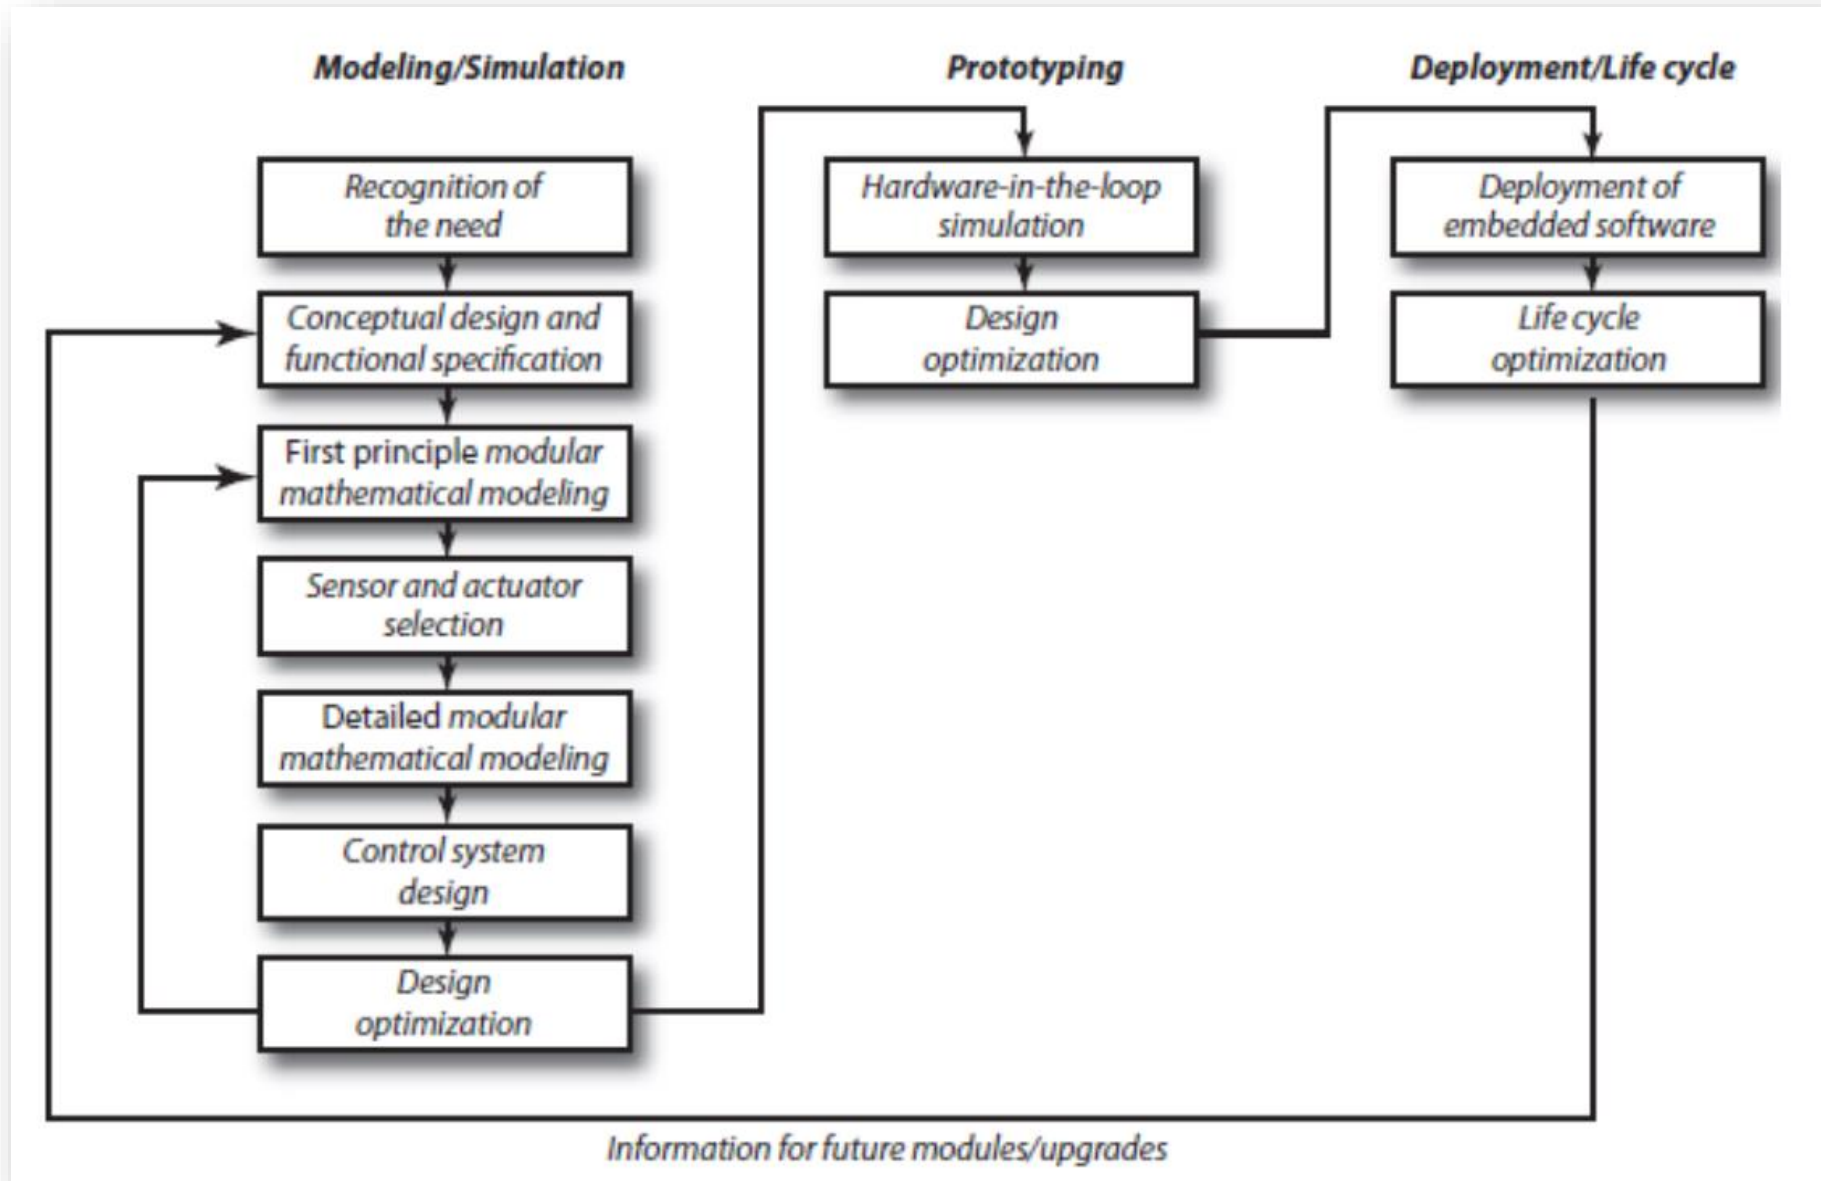 Modeling/Simulation
Recognition of
the need
Conceptual design and
functional specification
First principle modular
mathematical modeling
Sensor and actuator
selection
Detailed modular
mathematical modeling
Control system
design
Design
optimization
Prototyping
Hardware-in-the-loop
simulation
Design
optimization
Deployment/Life cycle
Deployment of
embedded software
Life cycle
optimization
Information for future modules/upgrades